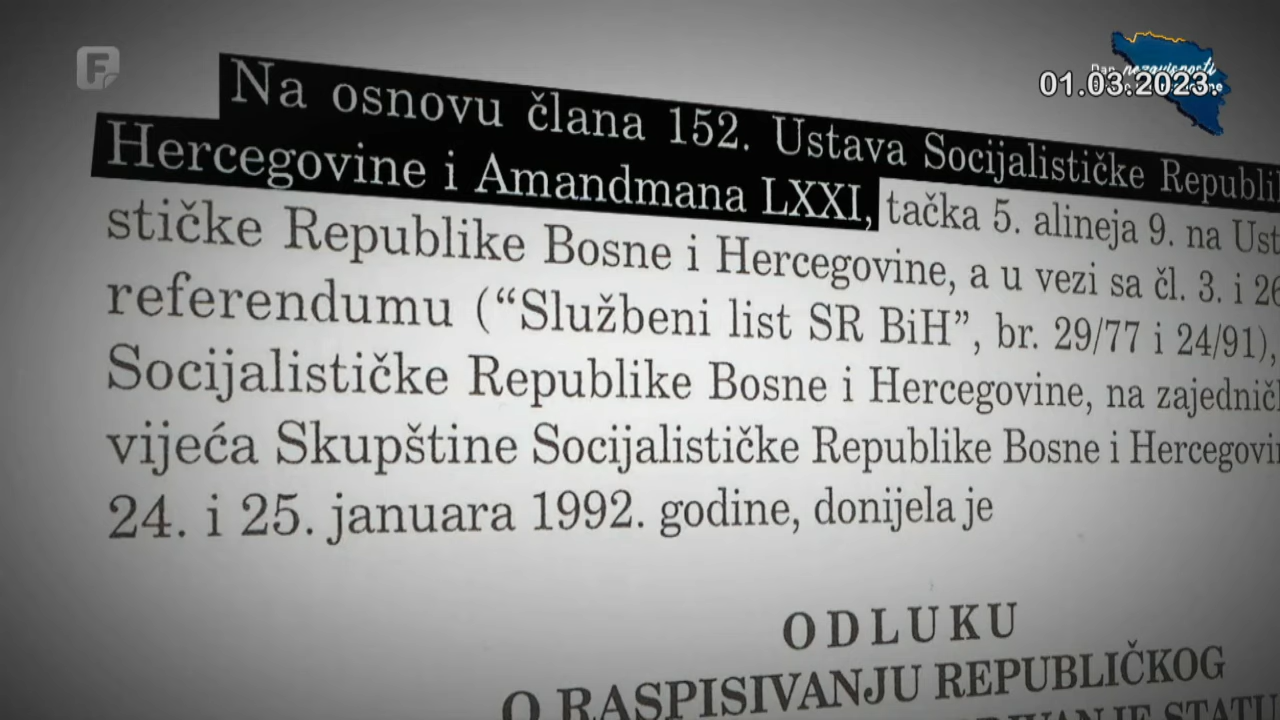 F
Dan nezavisnosti
01.03.2023.
Na osnovu člana 152. Ustava Socijalističke Republi
Hercegovine i Amandmana LXXI, tačka 5. alineja 9. na Ust
stičke Republike Bosne i Hercegovine, a u vezi sa čl. 3. i 26
referendumu (“Službeni list SR BiH”, br. 29/77 i 24/91),
Socijalističke Republike Bosne i Hercegovine, na zajednič
vijeća Skupštine Socijalističke Republike Bosne i Hercegovi
24. i 25. januara 1992. godine, donijela je
ODLUKU
O RASPISIVANJU REPUBLIČKOG